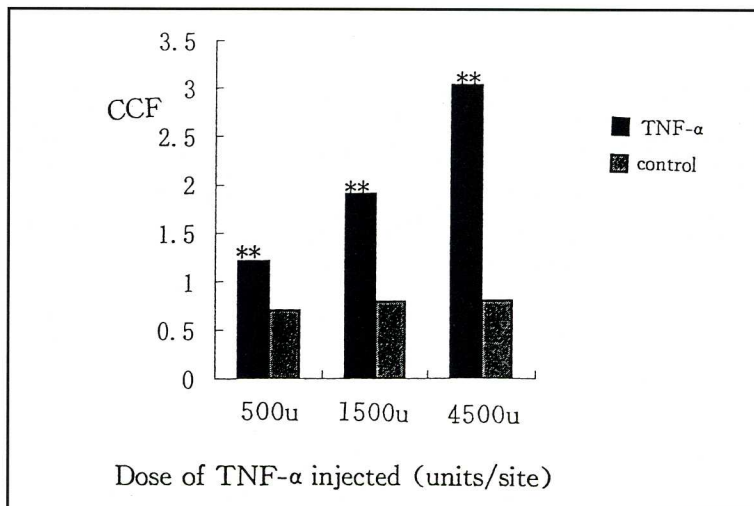 3.5
3
CCF
2.5
2
1.5
1
0.5
0
**
**
**
TNF-α
control
500u 1500u 4500u
Dose of TNF-α injected (units/site)